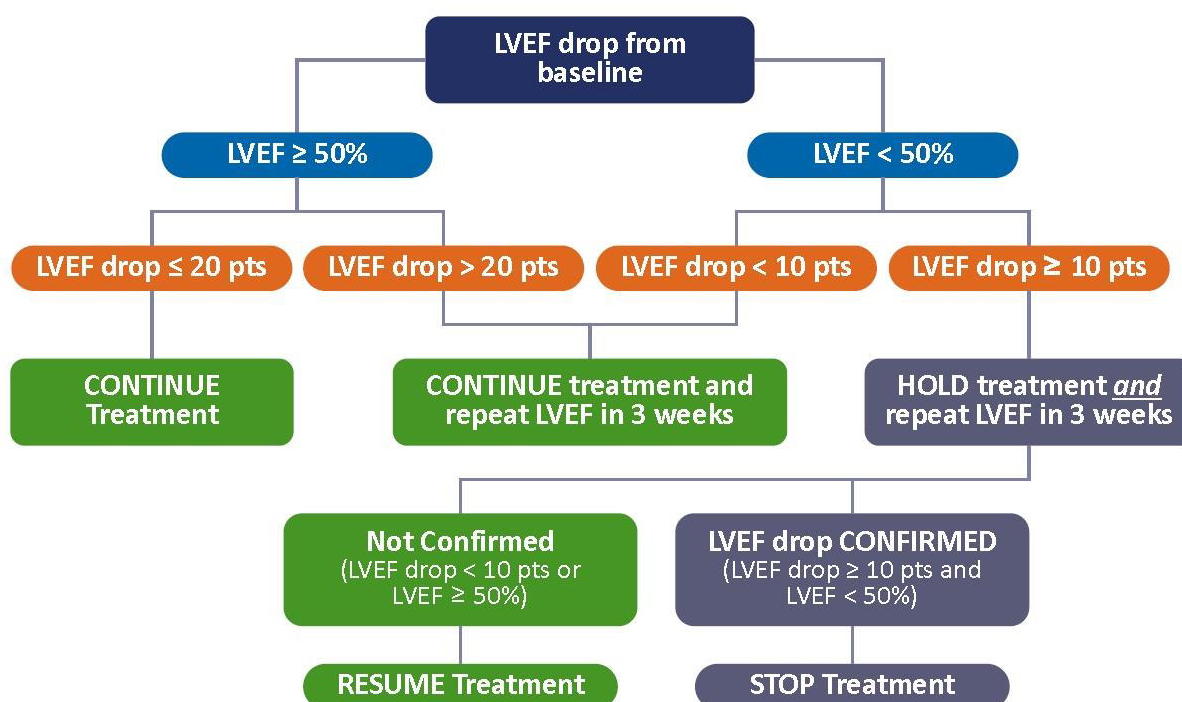 LVEF drop from
baseline
LVEF ≥ 50%
LVEF < 50%
LVEF drop ≤ 20 pts
LVEF drop > 20 pts
LVEF drop < 10 pts
LVEF drop ≥ 10 pts
CONTINUE
Treatment
CONTINUE treatment and
repeat LVEF in 3 weeks
HOLD treatment and
repeat LVEF in 3 weeks
Not Confirmed
(LVEF drop < 10 pts or
LVEF ≥ 50%)
LVEF drop CONFIRMED
(LVEF drop ≥ 10 pts and
LVEF < 50%)
RESUME Treatment
STOP Treatment